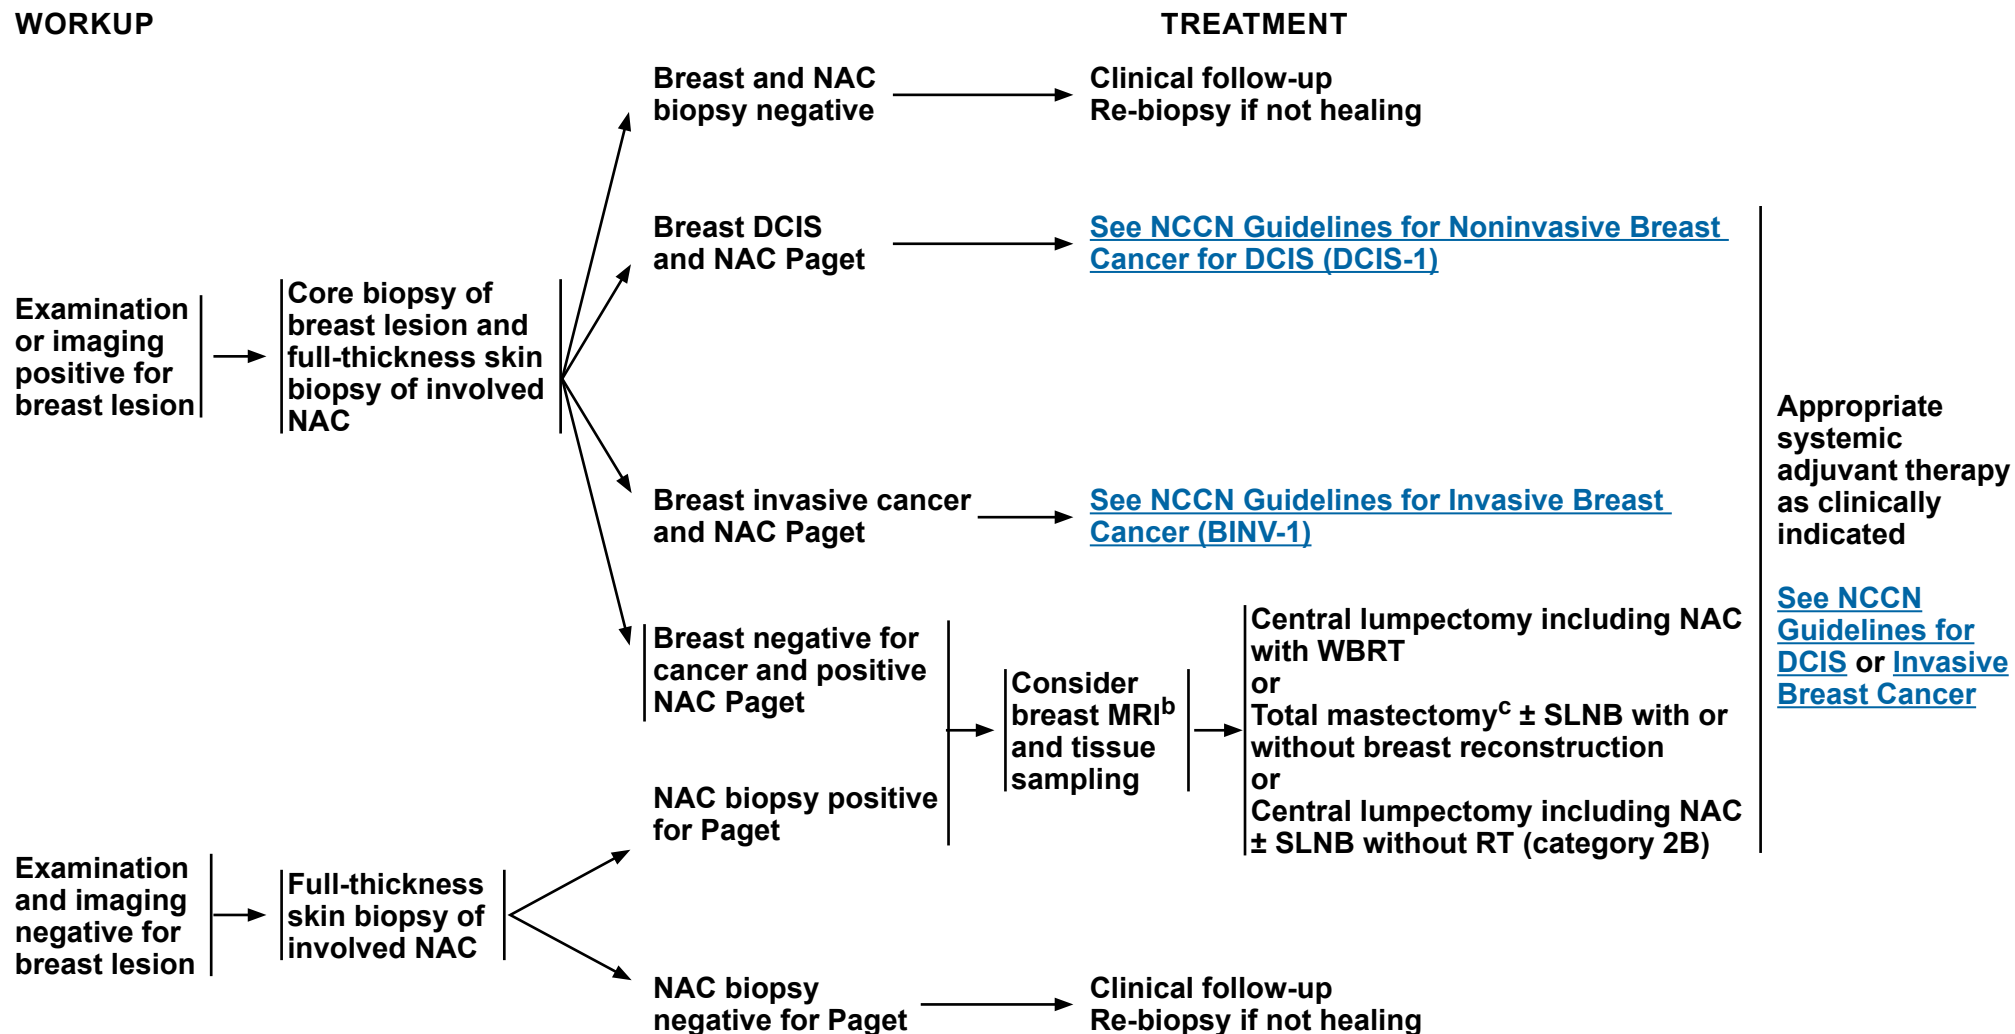 WORKUP
TREATMENT
Breast and NAC
biopsy negative
Clinical follow-up
Re-biopsy if not healing
Breast DCIS
and NAC Paget
See NCCN Guidelines for Noninvasive Breast
Cancer for DCIS (DCIS-1)
Examination
or imaging
positive for
breast lesion
Core biopsy of
breast lesion and
full-thickness skin
biopsy of involved
NAC
Breast invasive cancer
and NAC Paget
See NCCN Guidelines for Invasive Breast
Cancer (BINV-1)
Breast negative for
cancer and positive
NAC Paget
NAC biopsy positive
for Paget
Consider
breast MRIb
and tissue
sampling
Central lumpectomy including NAC
with WBRT
or
Total mastectomyc ± SLNB with or
without breast reconstruction
or
Central lumpectomy including NAC
± SLNB without RT (category 2B)
Appropriate
systemic
adjuvant therapy
as clinically
indicated
See NCCN
Guidelines for
DCIS or Invasive
Breast Cancer
Examination
and imaging
negative for
breast lesion
Full-thickness
skin biopsy of
involved NAC
NAC biopsy
negative for Paget
Clinical follow-up
Re-biopsy if not healing